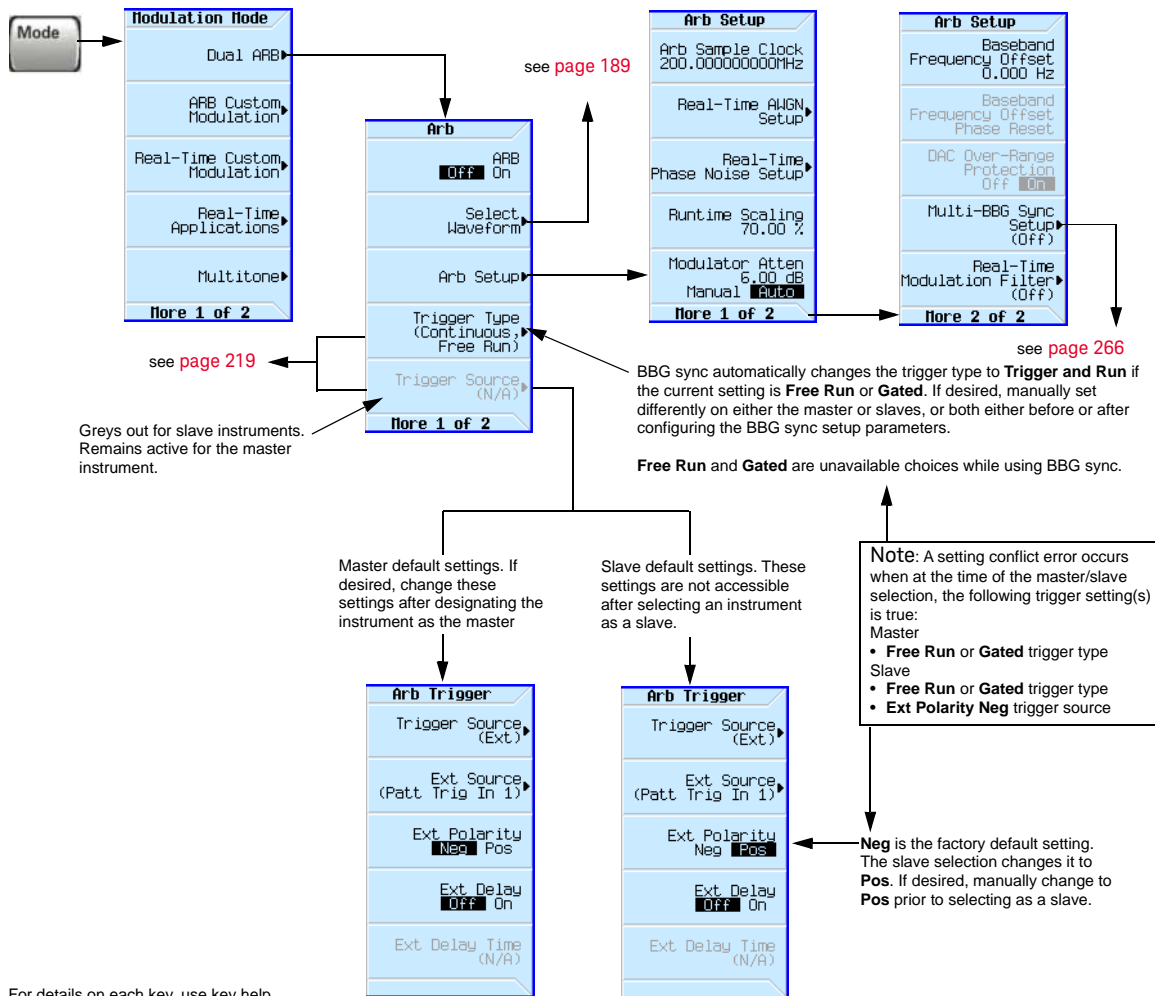 Mode
Modulation Mode
Dual ARB
ARB Custom
Modulation
Real-Time Custom
Modulation
Real-Time
Applications
Multitone
More 1 of 2
Arb
ARB
Off On
Select
Waveform
Arb Setup
Trigger Type
(Continuous,
Free Run)
Trigger Source
(N/A)
More 1 of 2
see page 189
Arb Setup
Arb Sample Clock
200.000000000MHz
Real-Time AWGN
Setup
Real-Time
Phase Noise Setup
Runtime Scaling
70.00 %
Modulator Atten
6.00 dB
Manual Auto
More 1 of 2
Arb Setup
Baseband
Frequency Offset
0.000 Hz
Baseband
Frequency Offset
Phase Reset
DAC Over-Range
Protection
Off On
Multi-BBG Sync
Setup
(Off)
Real-Time
Modulation Filter
(Off)
More 2 of 2
see page 266
see page 219
Greys out for slave instruments.
Remains active for the master
instrument.
BBG sync automatically changes the trigger type to Trigger and Run if
the current setting is Free Run or Gated. If desired, manually set
differently on either the master or slaves, or both either before or after
configuring the BBG sync setup parameters.
Free Run and Gated are unavailable choices while using BBG sync.
Master default settings. If
desired, change these
settings after designating the
instrument as the master
Slave default settings. These
settings are not accessible
after selecting an instrument
as a slave.
Note: A setting conflict error occurs
when at the time of the master/slave
selection, the following trigger setting(s)
is true:
Master
• Free Run or Gated trigger type
Slave
• Free Run or Gated trigger type
• Ext Polarity Neg trigger source
Arb Trigger
Trigger Source
(Ext)
Ext Source
(Patt Trig In 1)
Ext Polarity
Neg Pos
Ext Delay
Off On
Ext Delay Time
(N/A)
Arb Trigger
Trigger Source
(Ext)
Ext Source
(Patt Trig In 1)
Ext Polarity
Neg Pos
Ext Delay
Off On
Ext Delay Time
(N/A)
Neg is the factory default setting.
The slave selection changes it to
Pos. If desired, manually change to
Pos prior to selecting as a slave.
For details on each key, use key help